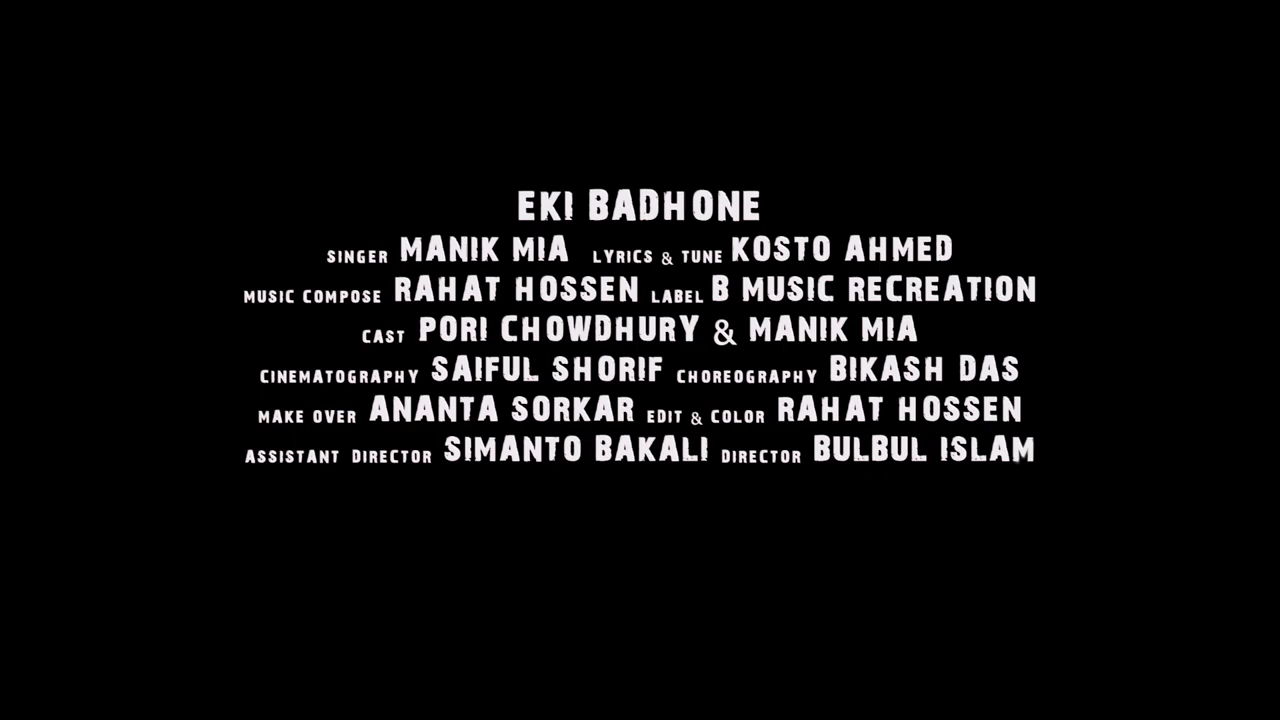 EKI BADHONE
SINGER MANIK MIA LYRICS & TUNE KOSTO AHMED
MUSIC COMPOSE RAHAT HOSSEN LABEL B MUSIC RECREATION
CAST PORI CHOWDHURY & MANIK MIA
CINEMATOGRAPHY SAIFUL SHORIF CHOREOGRAPHY BIKASH DAS
MAKE OVER ANANTA SORKAR EDIT & COLOR RAHAT HOSSEN
ASSISTANT DIRECTOR SIMANTO BAKALI DIRECTOR BULBUL ISLAM